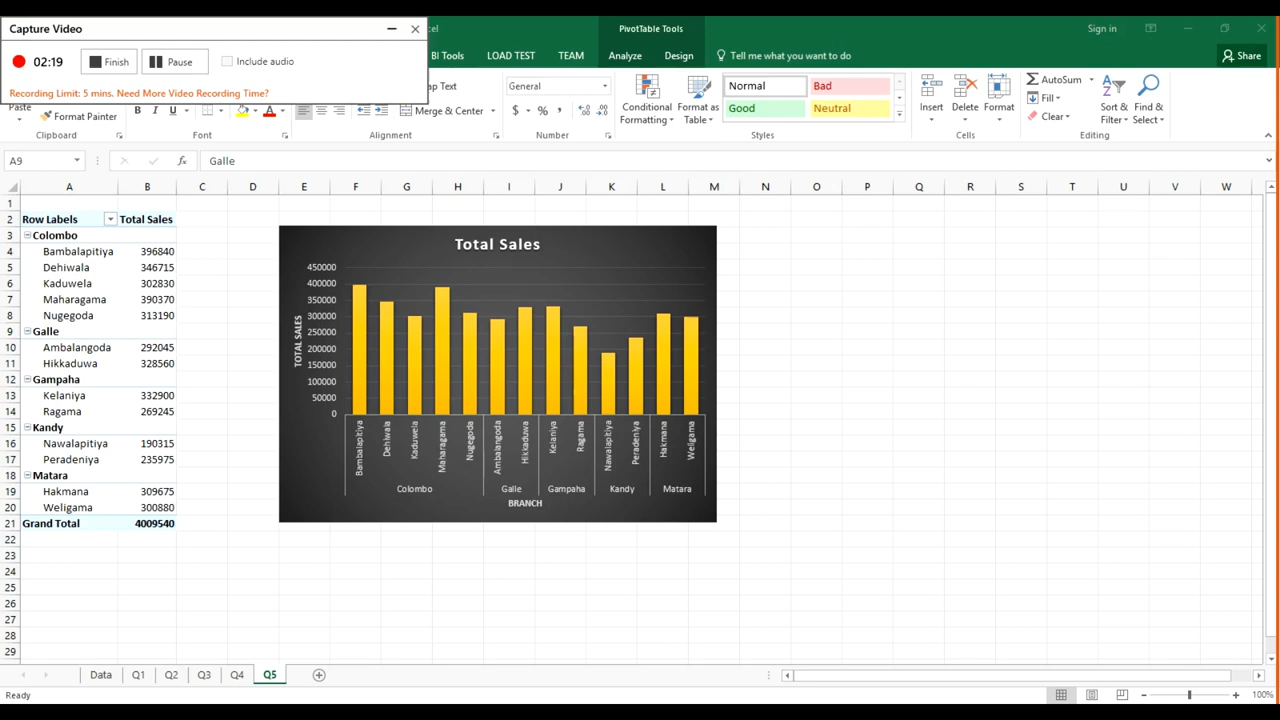 Capture Video
02:19 Finish Pause Include audio
Recording Limit: 5 mins. Need More Video Recording Time?
PivotTable Tools
Sign in
BI Tools LOAD TEST TEAM Analyze Design Tell me what you want to do... Share
Paste
Format Painter
Clipboard
B I U
Font
Merge & Center
Alignment
General
$ % ,
Number
Conditional Formatting
Format as Table
Normal Bad
Good Neutral
Styles
Insert Delete Format
Cells
AutoSum
Fill
Clear
Sort & Filter
Find & Select
Editing
A9 fx Galle
A B C D E F G H I J K L M N O P Q R S T U V W
1
2 Row Labels Total Sales
3 Colombo
4 Bambalapitiya 396840
5 Dehiwala 346715
6 Kaduwela 302830
7 Maharagama 390370
8 Nugegoda 313190
9 Galle
10 Ambalangoda 292045
11 Hikkaduwa 328560
12 Gampaha
13 Kelaniya 332900
14 Ragama 269245
15 Kandy
16 Nawalapitiya 190315
17 Peradeniya 235975
18 Matara
19 Hakmana 309675
20 Weligama 300880
21 Grand Total 4009540
22
23
24
25
26
27
28
29
Total Sales
TOTAL SALES
450000
400000
350000
300000
250000
200000
150000
100000
50000
0
Bambalapitiya Dehiwala Kaduwela Maharagama Nugegoda Ambalangoda Hikkaduwa Kelaniya Ragama Nawalapitiya Peradeniya Hakmana Weligama
Colombo Galle Gampaha Kandy Matara
BRANCH
Data Q1 Q2 Q3 Q4 Q5
Ready
100%